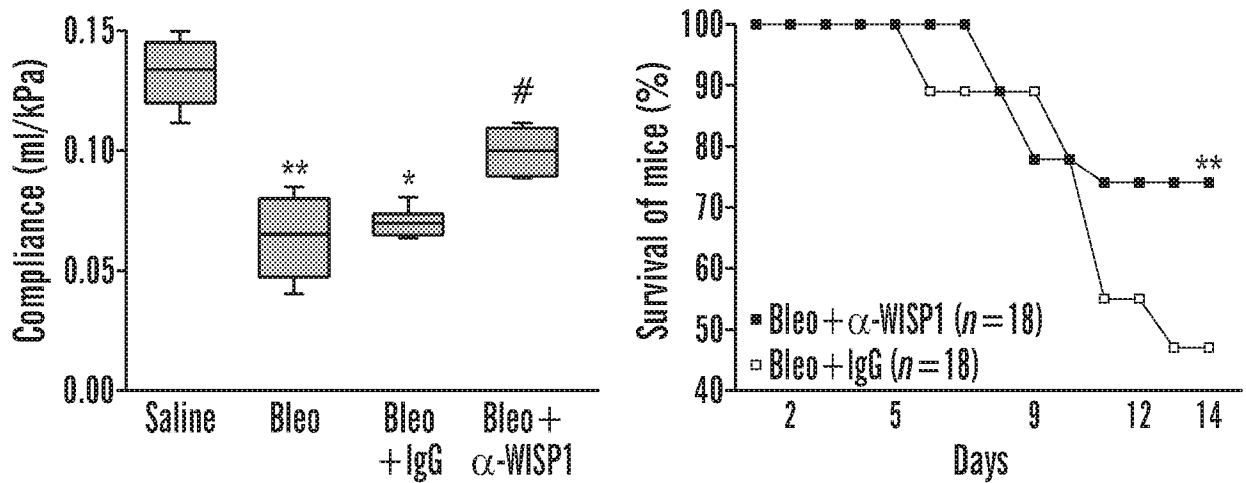 Compliance (ml/kPa)
0.15
0.10
0.05
0.00
**
*
#
Saline
Bleo
Bleo
+IgG
Bleo+
α-WISP1
Survival of mice (%)
100
90
80
70
60
50
40
**
Bleo+α-WISP1 (n=18)
Bleo+IgG (n=18)
2
5
9
12
14
Days